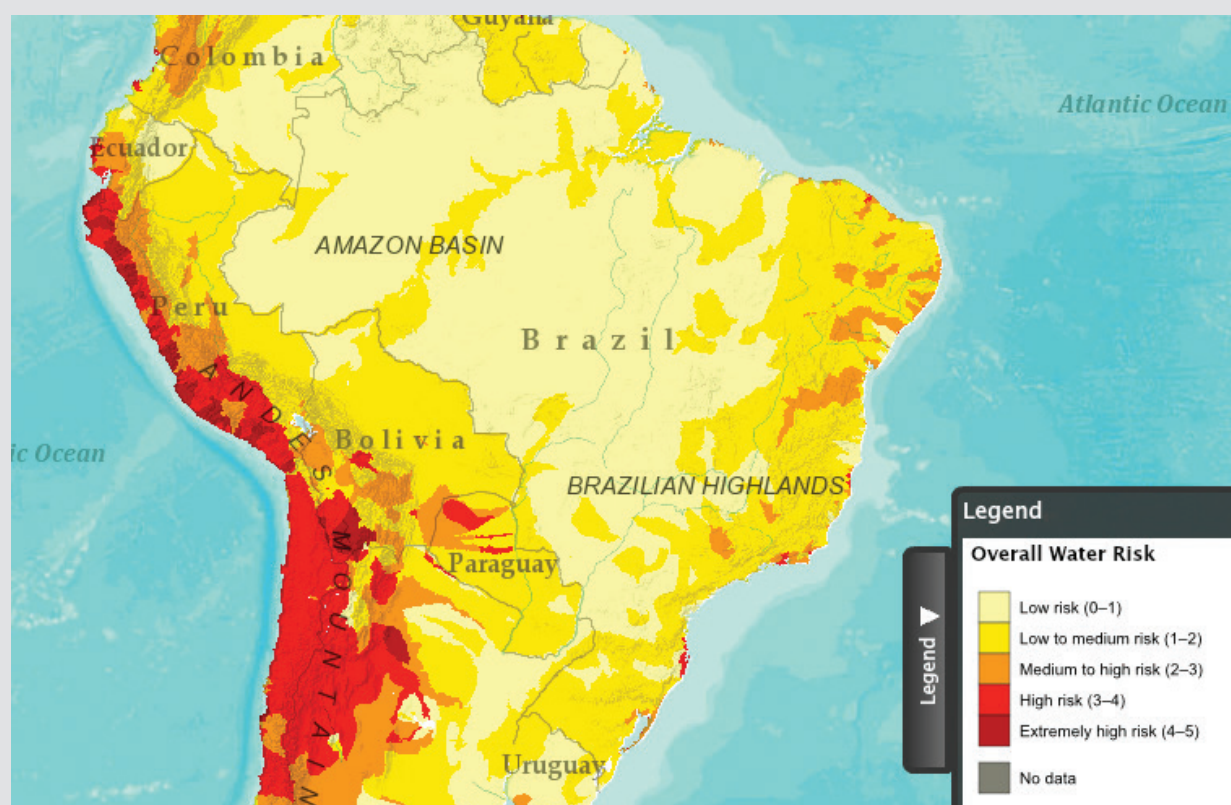 Guyana
Colombia
Atlantic Ocean
Ecuador
AMAZON BASIN
Peru
Brazil
ANDES MOUNTAIN
Bolivia
ic Ocean
BRAZILIAN HIGHLANDS
Paraguay
Uruguay
Legend
Legend
Overall Water Risk
Low risk (0–1)
Low to medium risk (1–2)
Medium to high risk (2–3)
High risk (3–4)
Extremely high risk (4–5)
No data